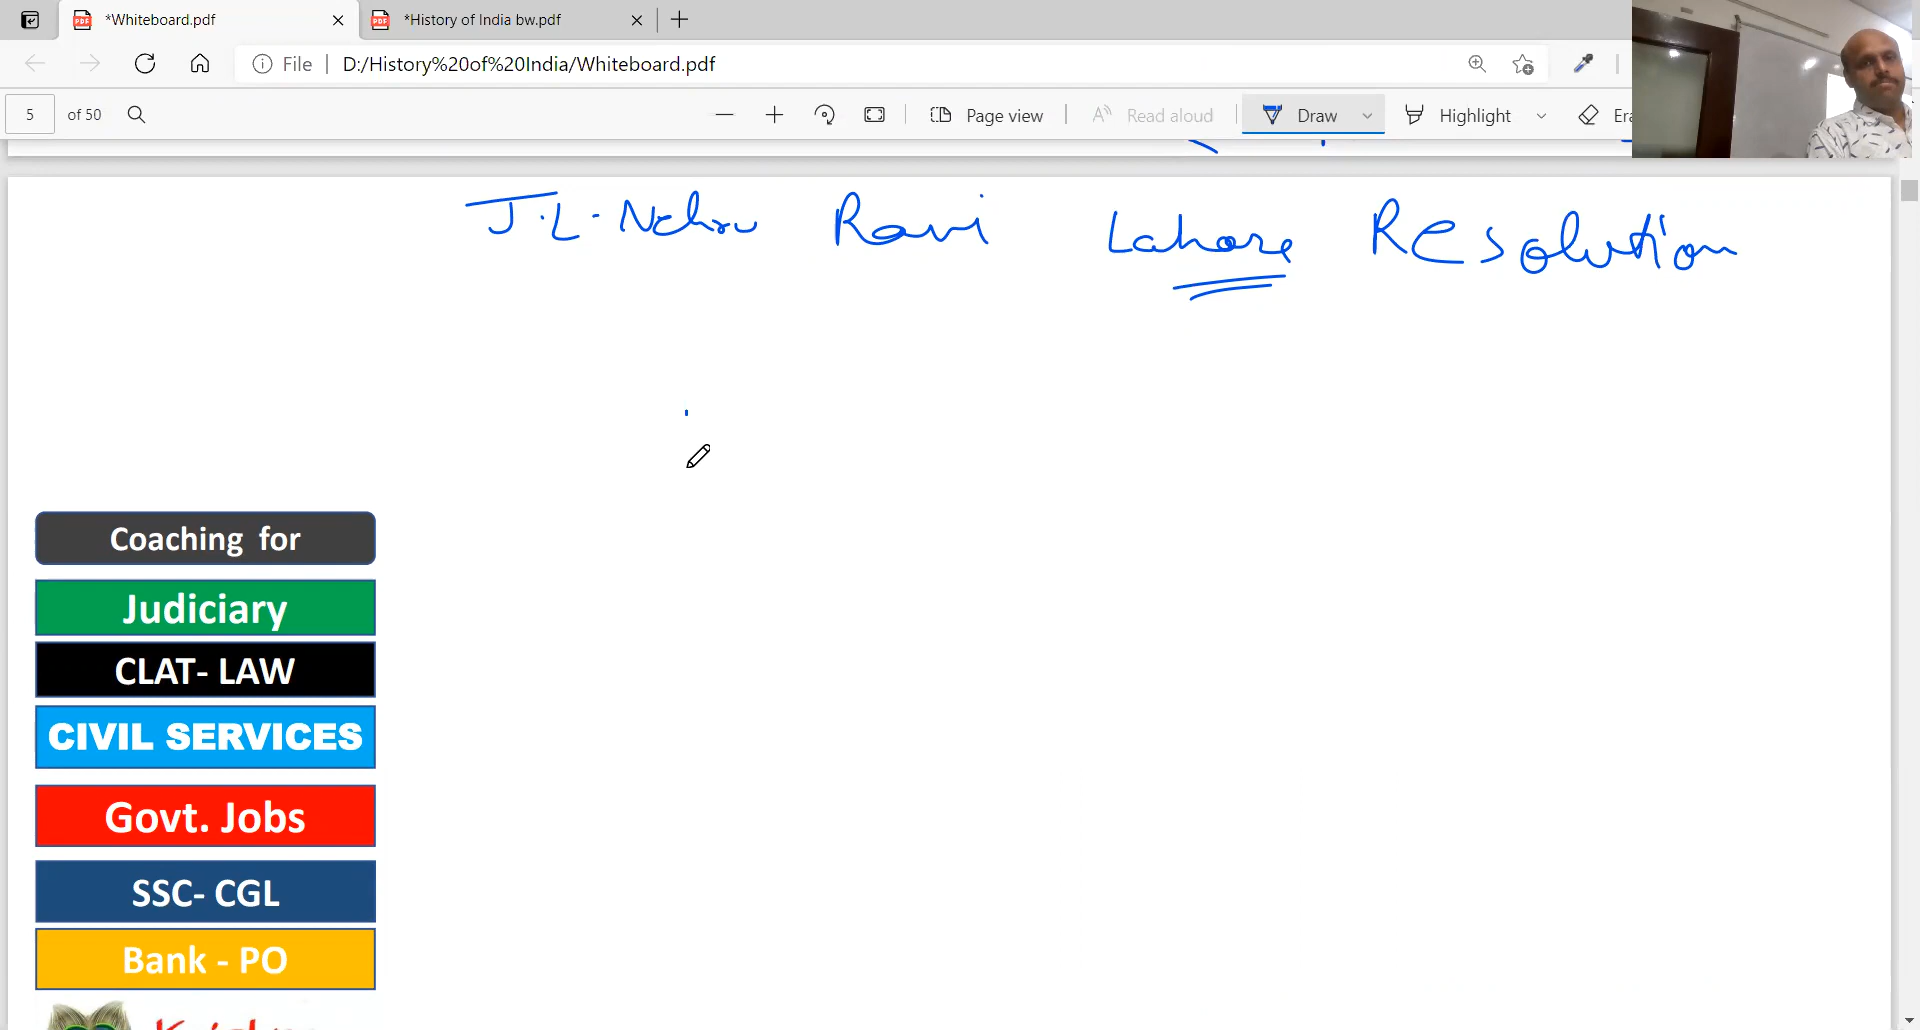 *Whiteboard.pdf
*History of India bw.pdf
File
D:/History%20of%20India/Whiteboard.pdf
5 of 50
Page view
Read aloud
Draw
Highlight
Era
J.L. Nehru Ravi Lahore Resolution
Coaching for
Judiciary
CLAT- LAW
CIVIL SERVICES
Govt. Jobs
SSC- CGL
Bank - PO